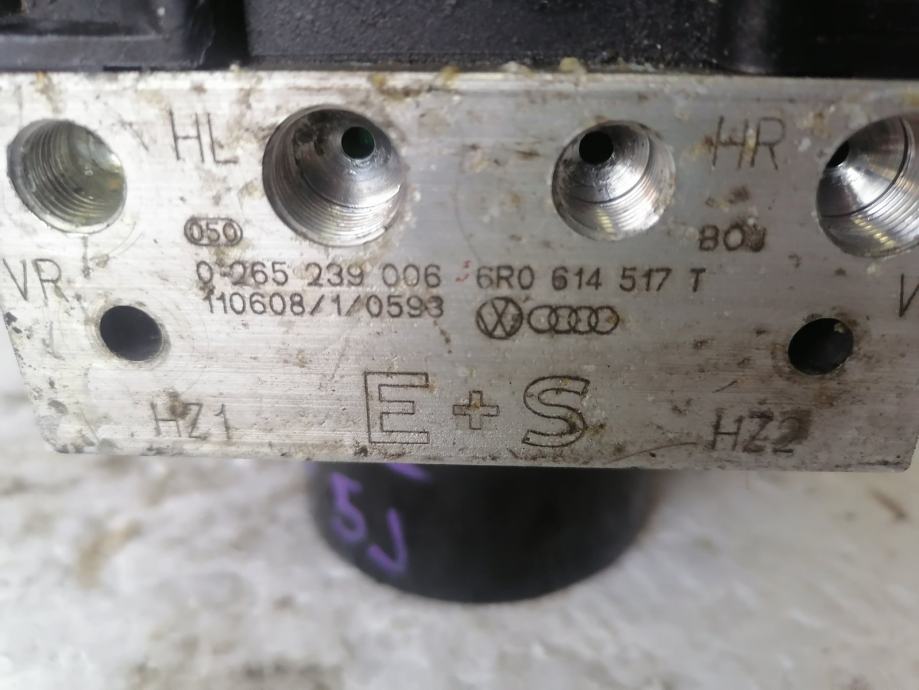 HL HR
050 80
VR
0 265 239 006 6R0 614 517 T
110608/1/0593
HZ1 E+S HZ2
5J